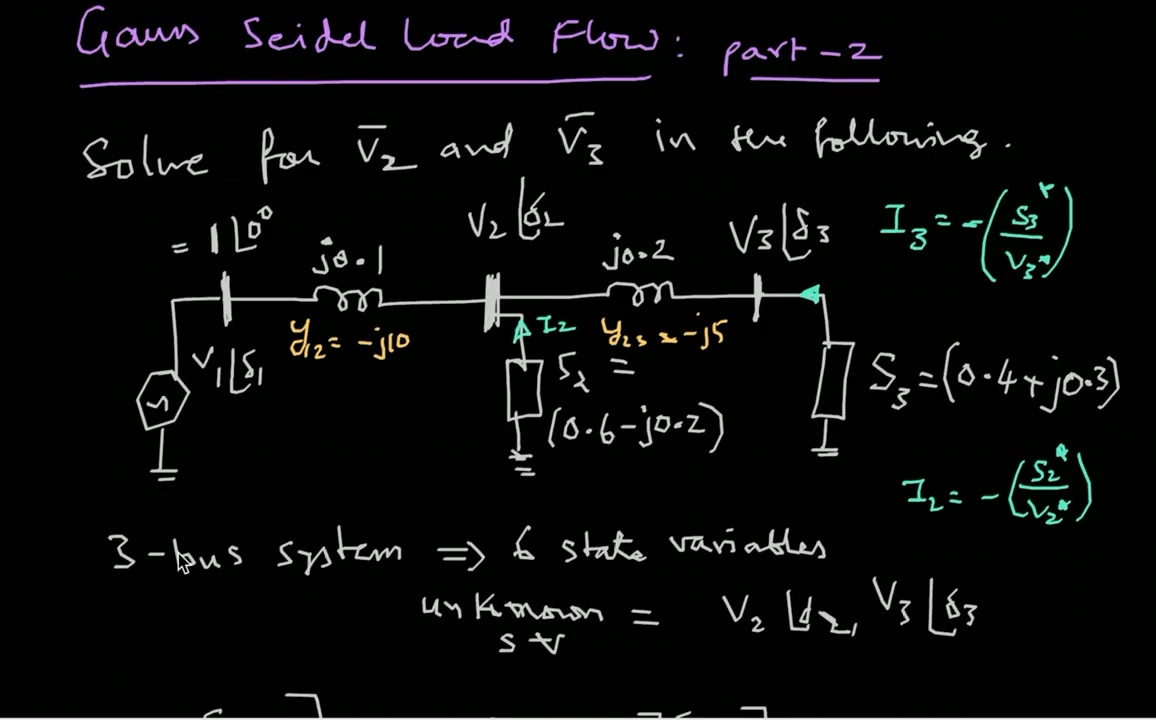 Gauss Seidel Load Flow: part-2
Solve for V̅2 and V̅3 in the following.
= 1∠0°
j0.1
V2∠δ2
j0.2
V3∠δ3
I3 = -(S3*/V3*)
y12 = -j10
I2
y23 = -j5
V1∠δ1
S2 =
(0.6-j0.2)
S3=(0.4+j0.3)
I2 = -(S2*/V2*)
3-bus system ⇒ 6 state variables
unknown = V2∠δ2, V3∠δ3
s v